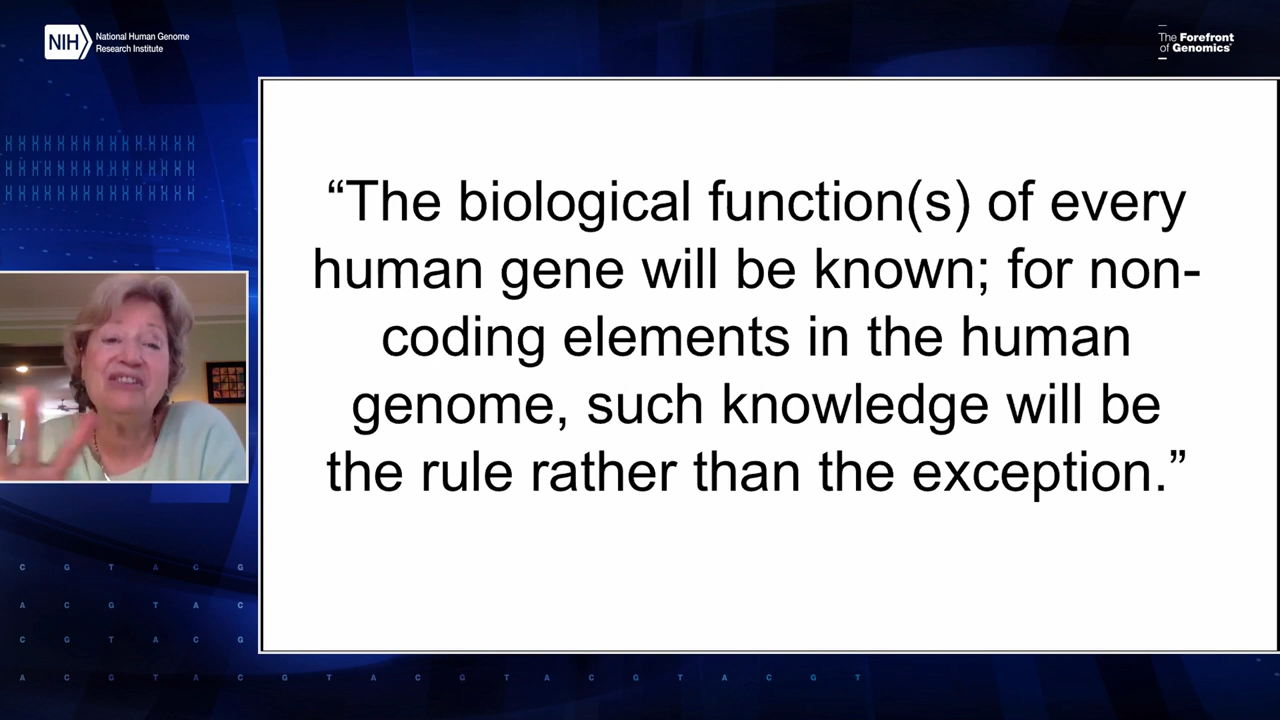 NIH
National Human Genome
Research Institute
The Forefront
of Genomics®
“The biological function(s) of every
human gene will be known; for non-
coding elements in the human
genome, such knowledge will be
the rule rather than the exception.”
C G T A C G
A C G T A C
C G T A C G
A C G T A C G T A C G T A C G T A C G T